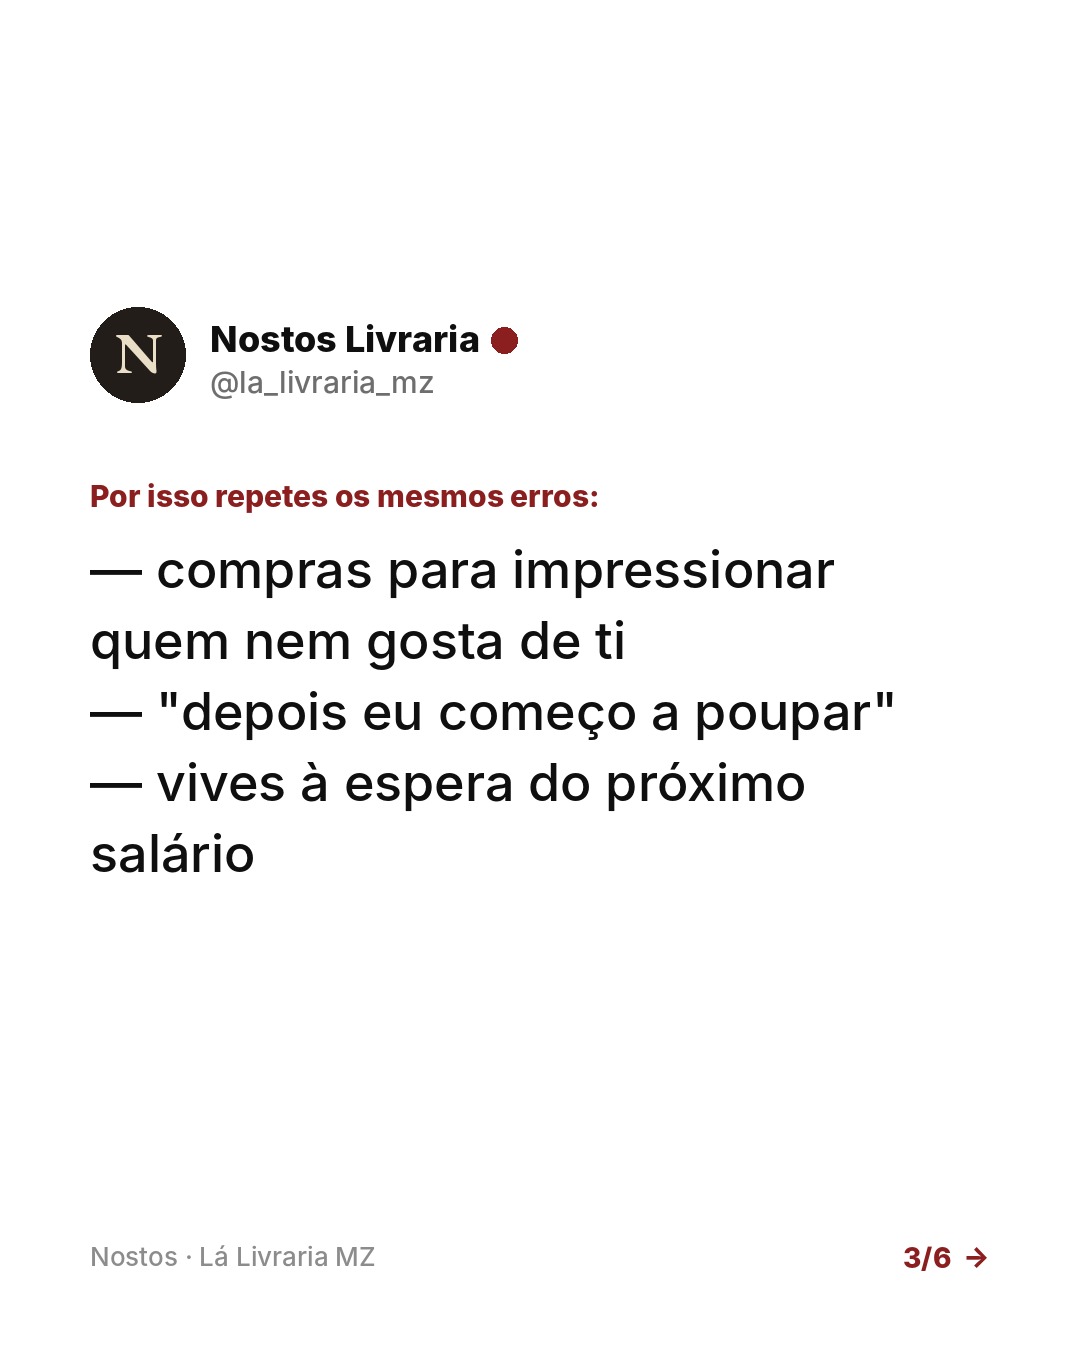 N
Nostos Livraria
@la_livraria_mz
Por isso repetes os mesmos erros:
— compras para impressionar
quem nem gosta de ti
— "depois eu começo a poupar"
— vives à espera do próximo
salário
Nostos · Lá Livraria MZ
3/6 →